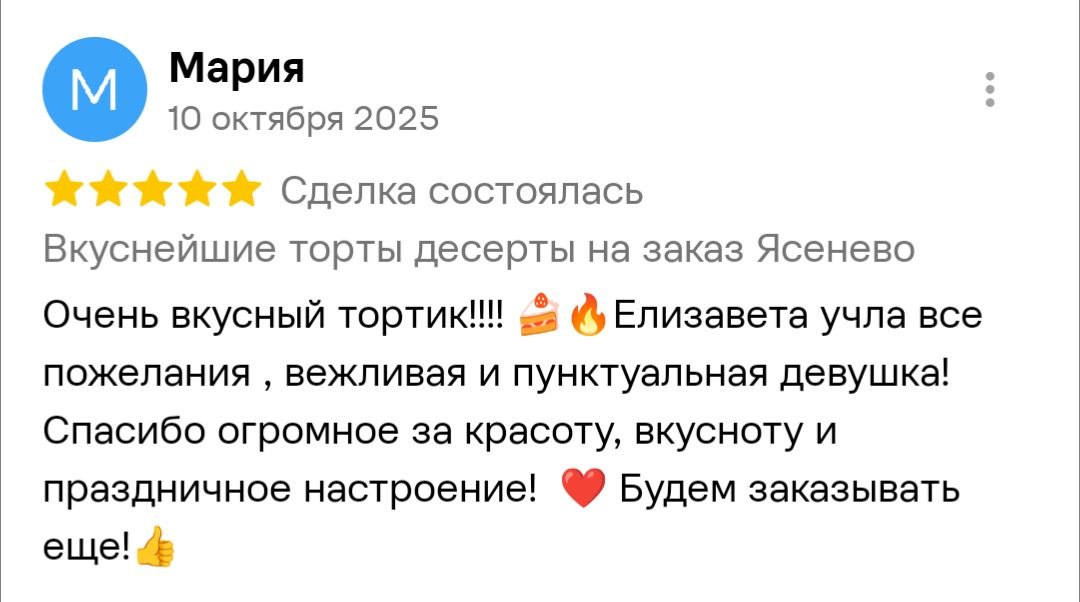 М
Мария
10 октября 2025
Сделка состоялась
Вкуснейшие торты десерты на заказ Ясенево
Очень вкусный тортик!!!! 🍰🔥Елизавета учла все
пожелания , вежливая и пунктуальная девушка!
Спасибо огромное за красоту, вкусноту и
праздничное настроение! ❤️ Будем заказывать
еще!👍